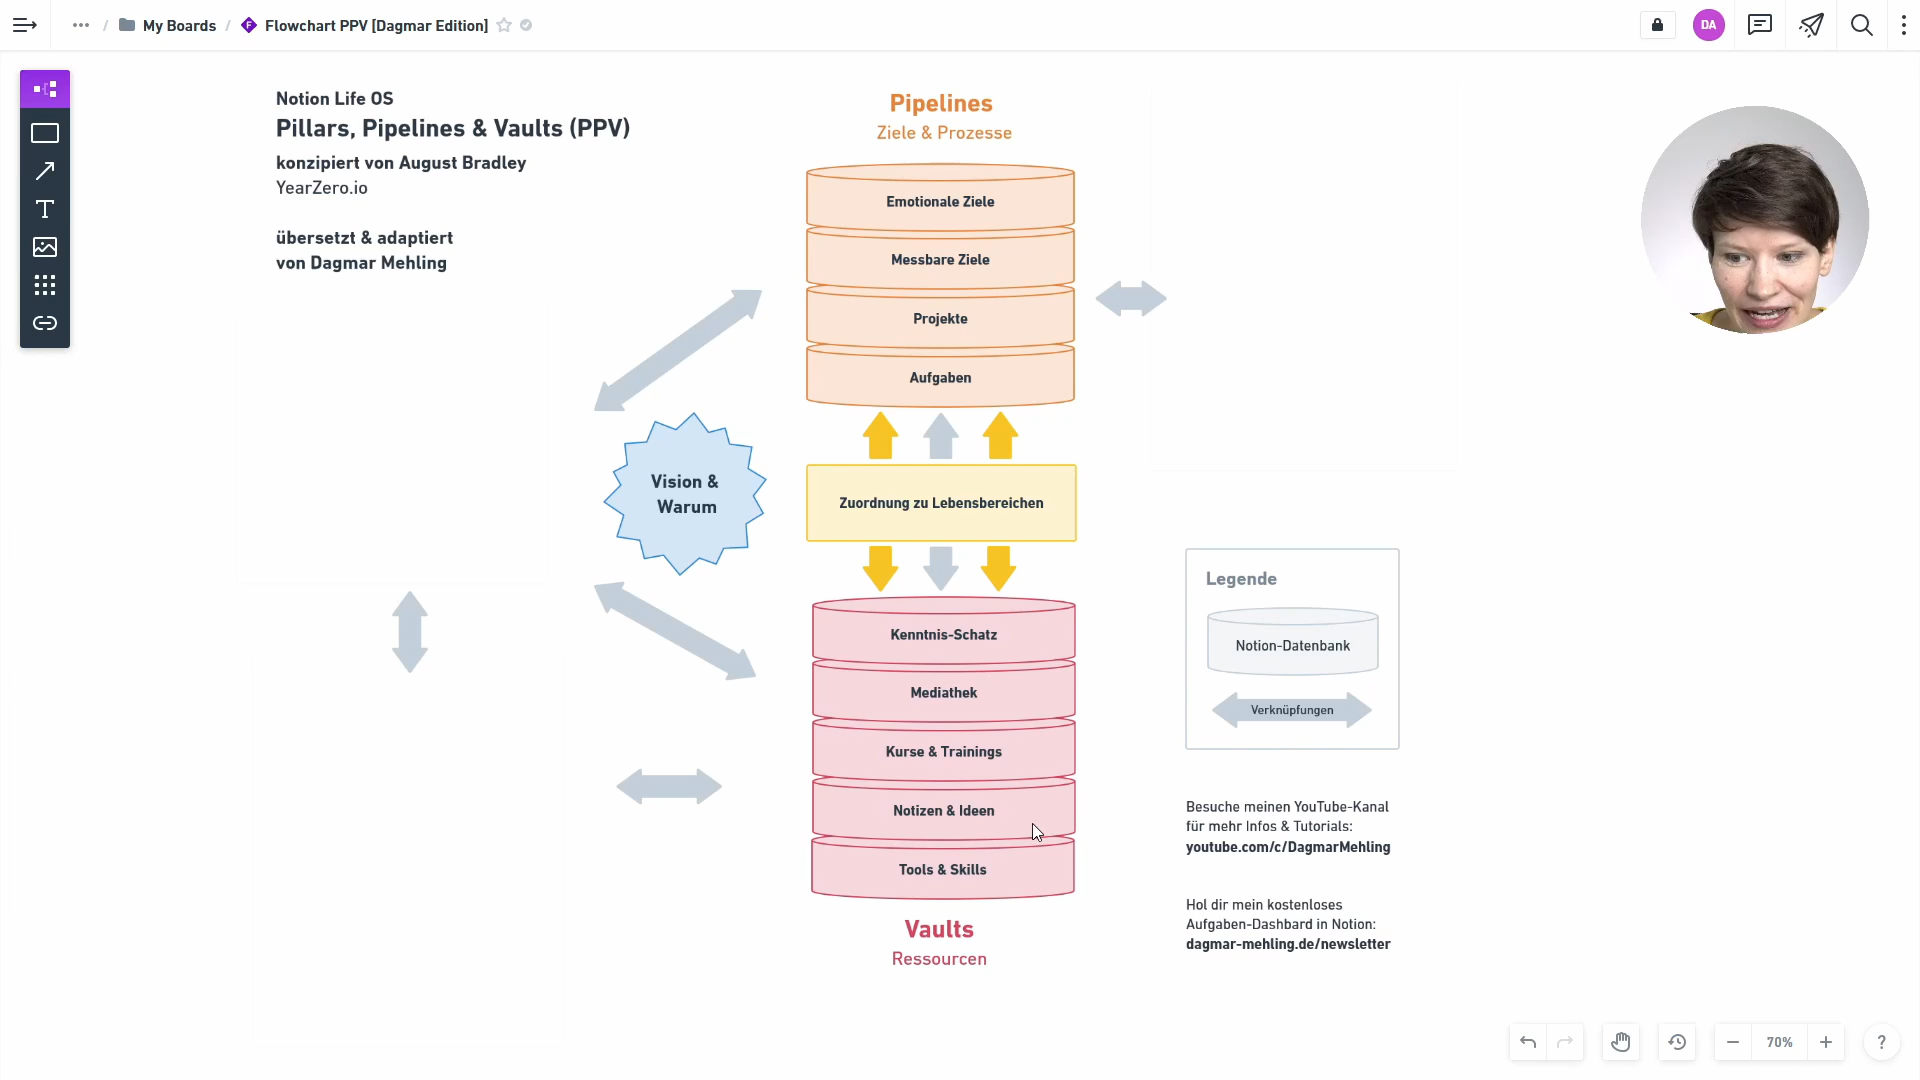 My Boards / Flowchart PPV [Dagmar Edition]
DA
Notion Life OS
Pillars, Pipelines & Vaults (PPV)
konzipiert von August Bradley
YearZero.io
übersetzt & adaptiert
von Dagmar Mehling
Pipelines
Ziele & Prozesse
Emotionale Ziele
Messbare Ziele
Projekte
Aufgaben
Vision &
Warum
Zuordnung zu Lebensbereichen
Kenntnis-Schatz
Mediathek
Kurse & Trainings
Notizen & Ideen
Tools & Skills
Vaults
Ressourcen
Legende
Notion-Datenbank
Verknüpfungen
Besuche meinen YouTube-Kanal
für mehr Infos & Tutorials:
youtube.com/c/DagmarMehling
Hol dir mein kostenloses
Aufgaben-Dashbard in Notion:
dagmar-mehling.de/newsletter
70%